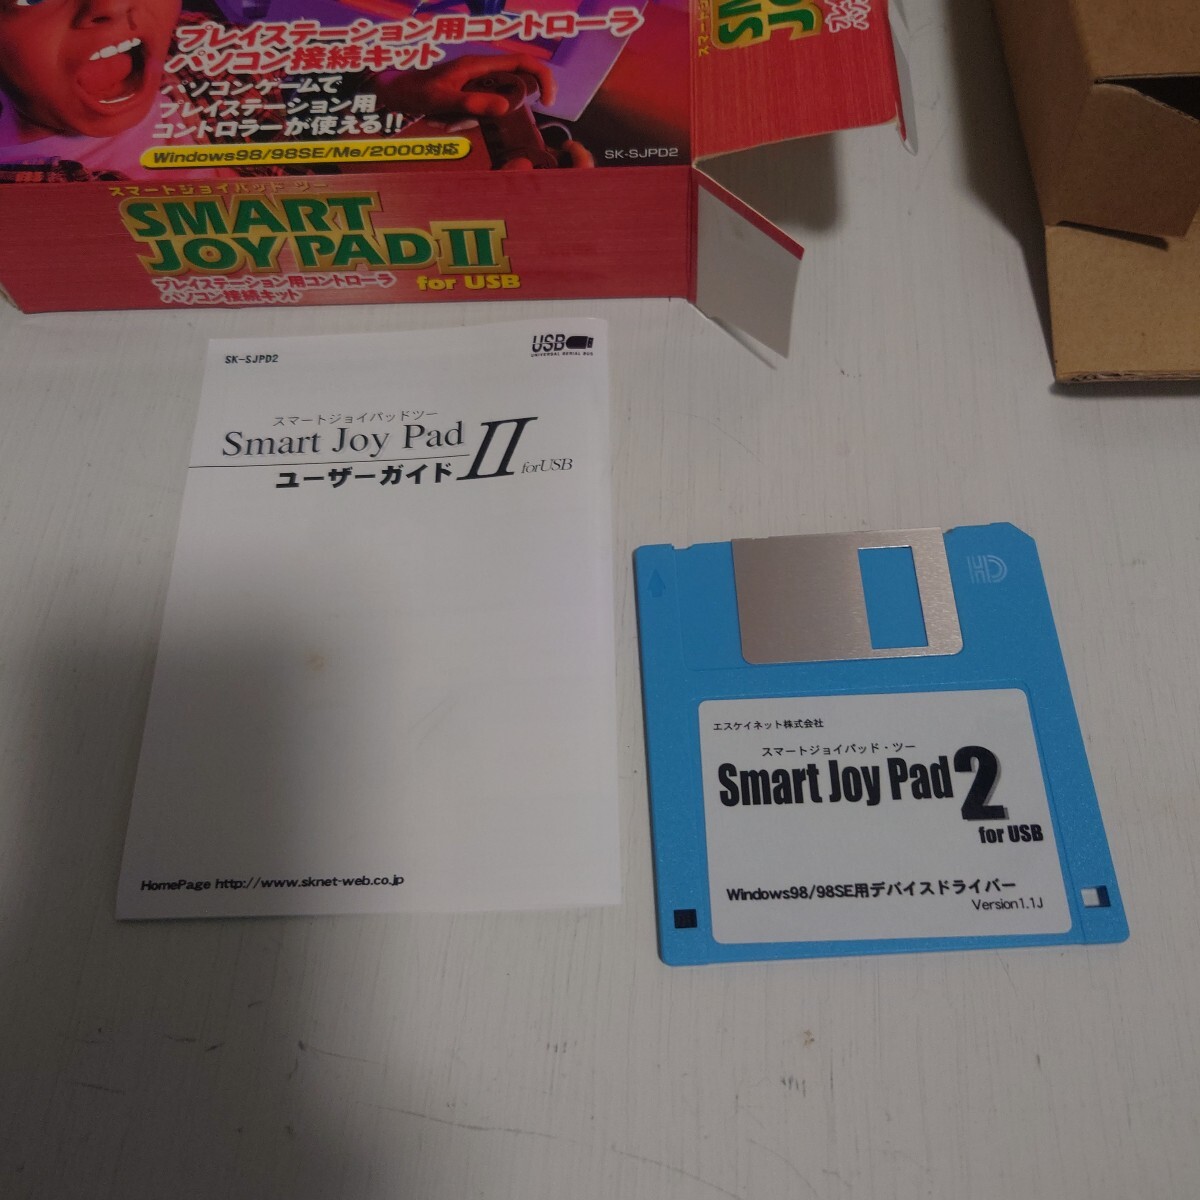 プレイステーション用コントローラ
パソコン接続キット
パソコンゲームで
プレイステーション用
コントローラーが使える!!
Windows98/98SE/Me/2000対応
SK-SJPD2
スマートジョイパッド・ツー
SMART
JOY PAD II
for USB
プレイステーション用コントローラ
パソコン接続キット
SK-SJPD2
USB
UNIVERSAL SERIAL BUS
スマートジョイパッドツー
Smart Joy Pad II
for USB
ユーザーガイド
HomePage http://www.sknet-web.co.jp
HD
エスケイネット株式会社
スマートジョイパッド・ツー
Smart Joy Pad 2
for USB
Windows98/98SE用デバイスドライバー
Version1.1J